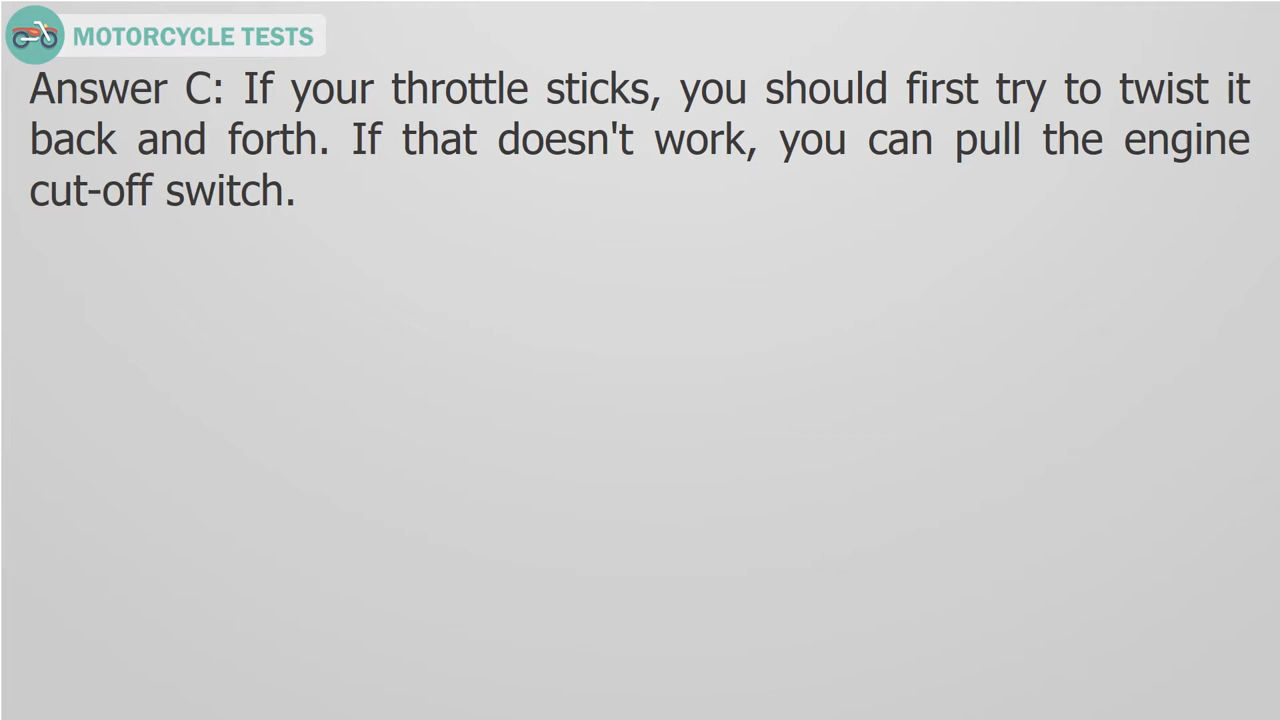 MOTORCYCLE TESTS
Answer C: If your throttle sticks, you should first try to twist it
back and forth. If that doesn't work, you can pull the engine
cut-off switch.